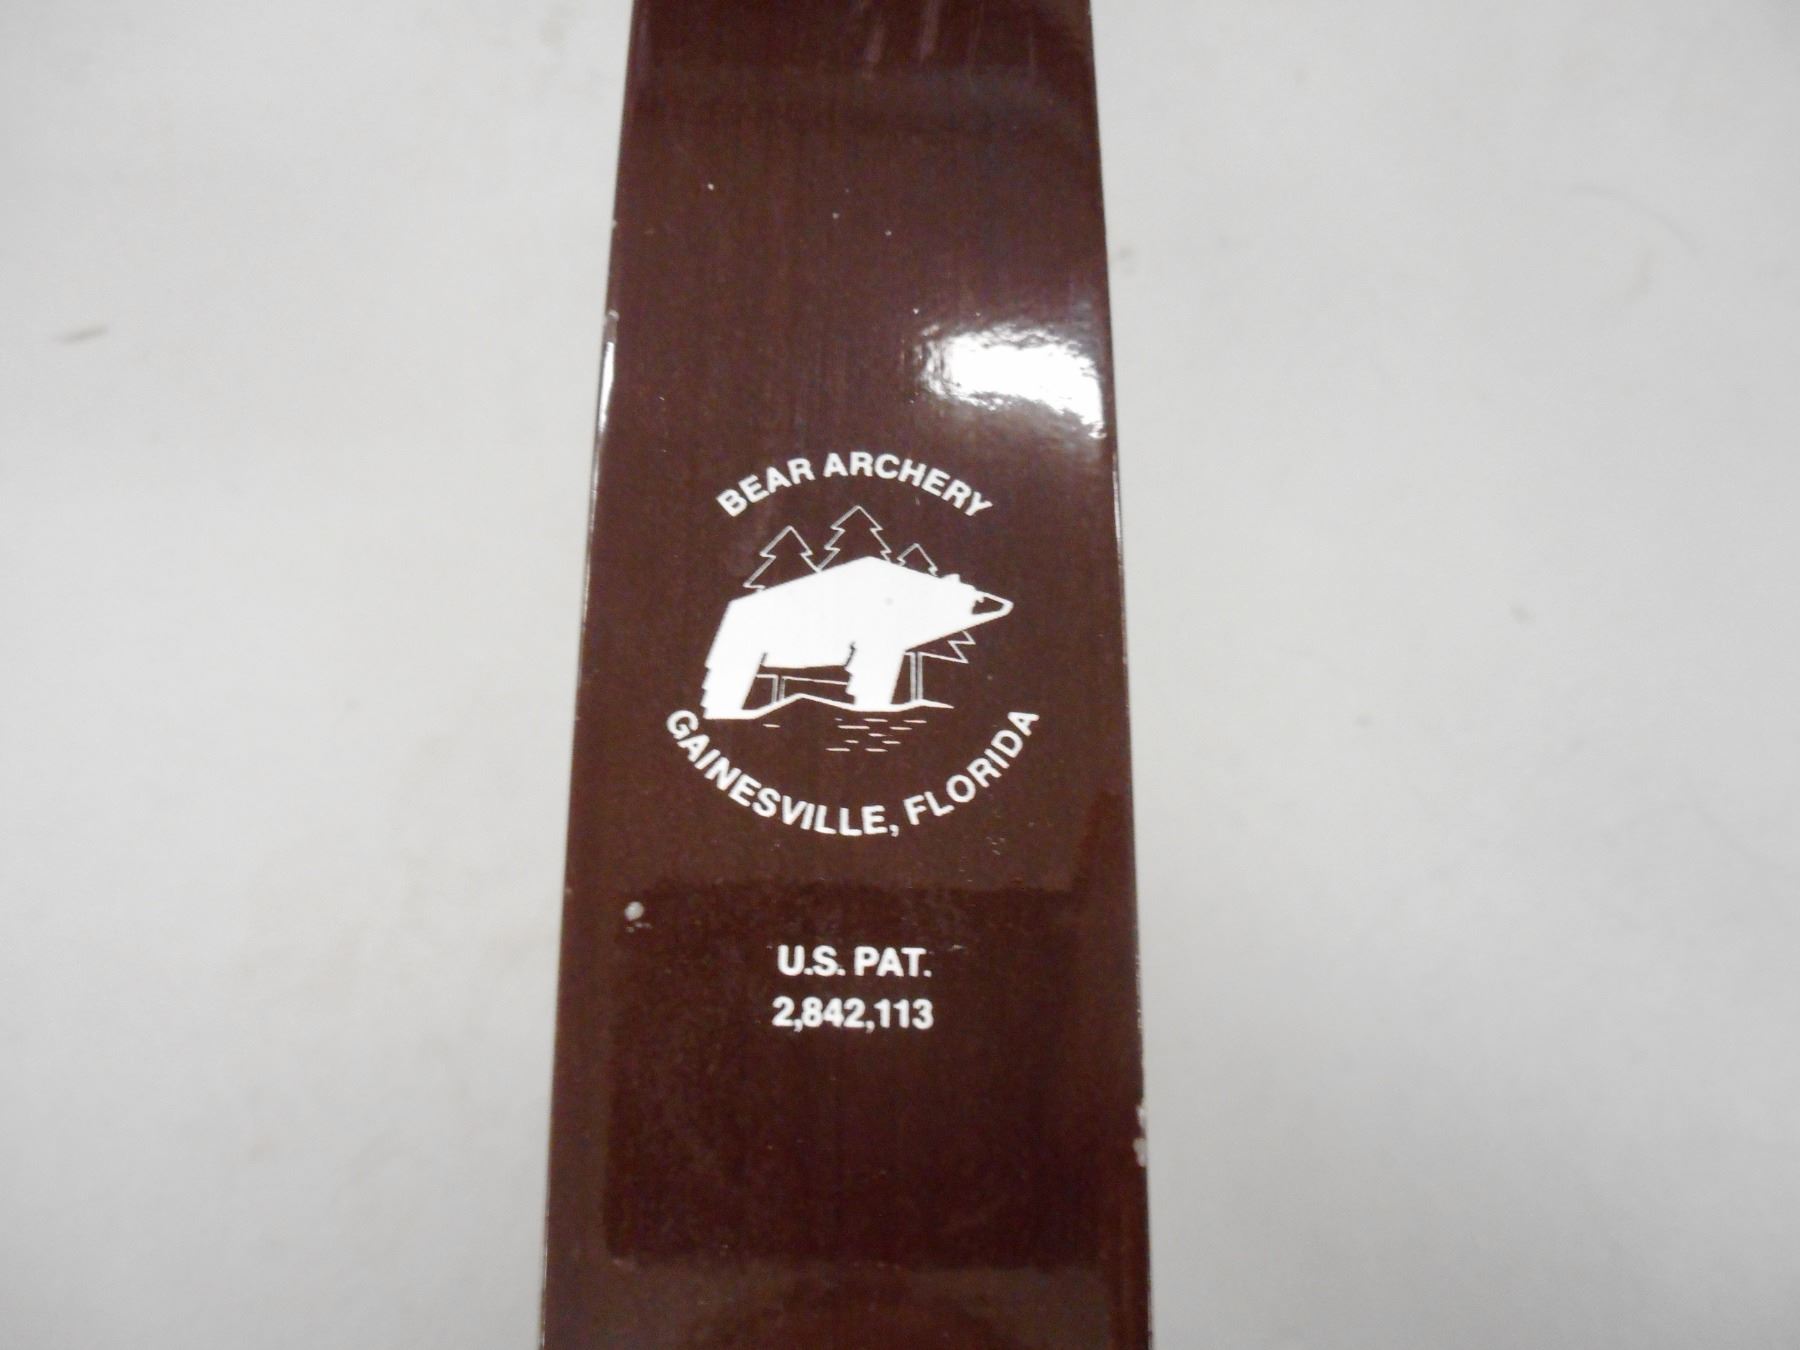 BEAR ARCHERY
GAINESVILLE, FLORIDA
U.S. PAT.
2,842,113